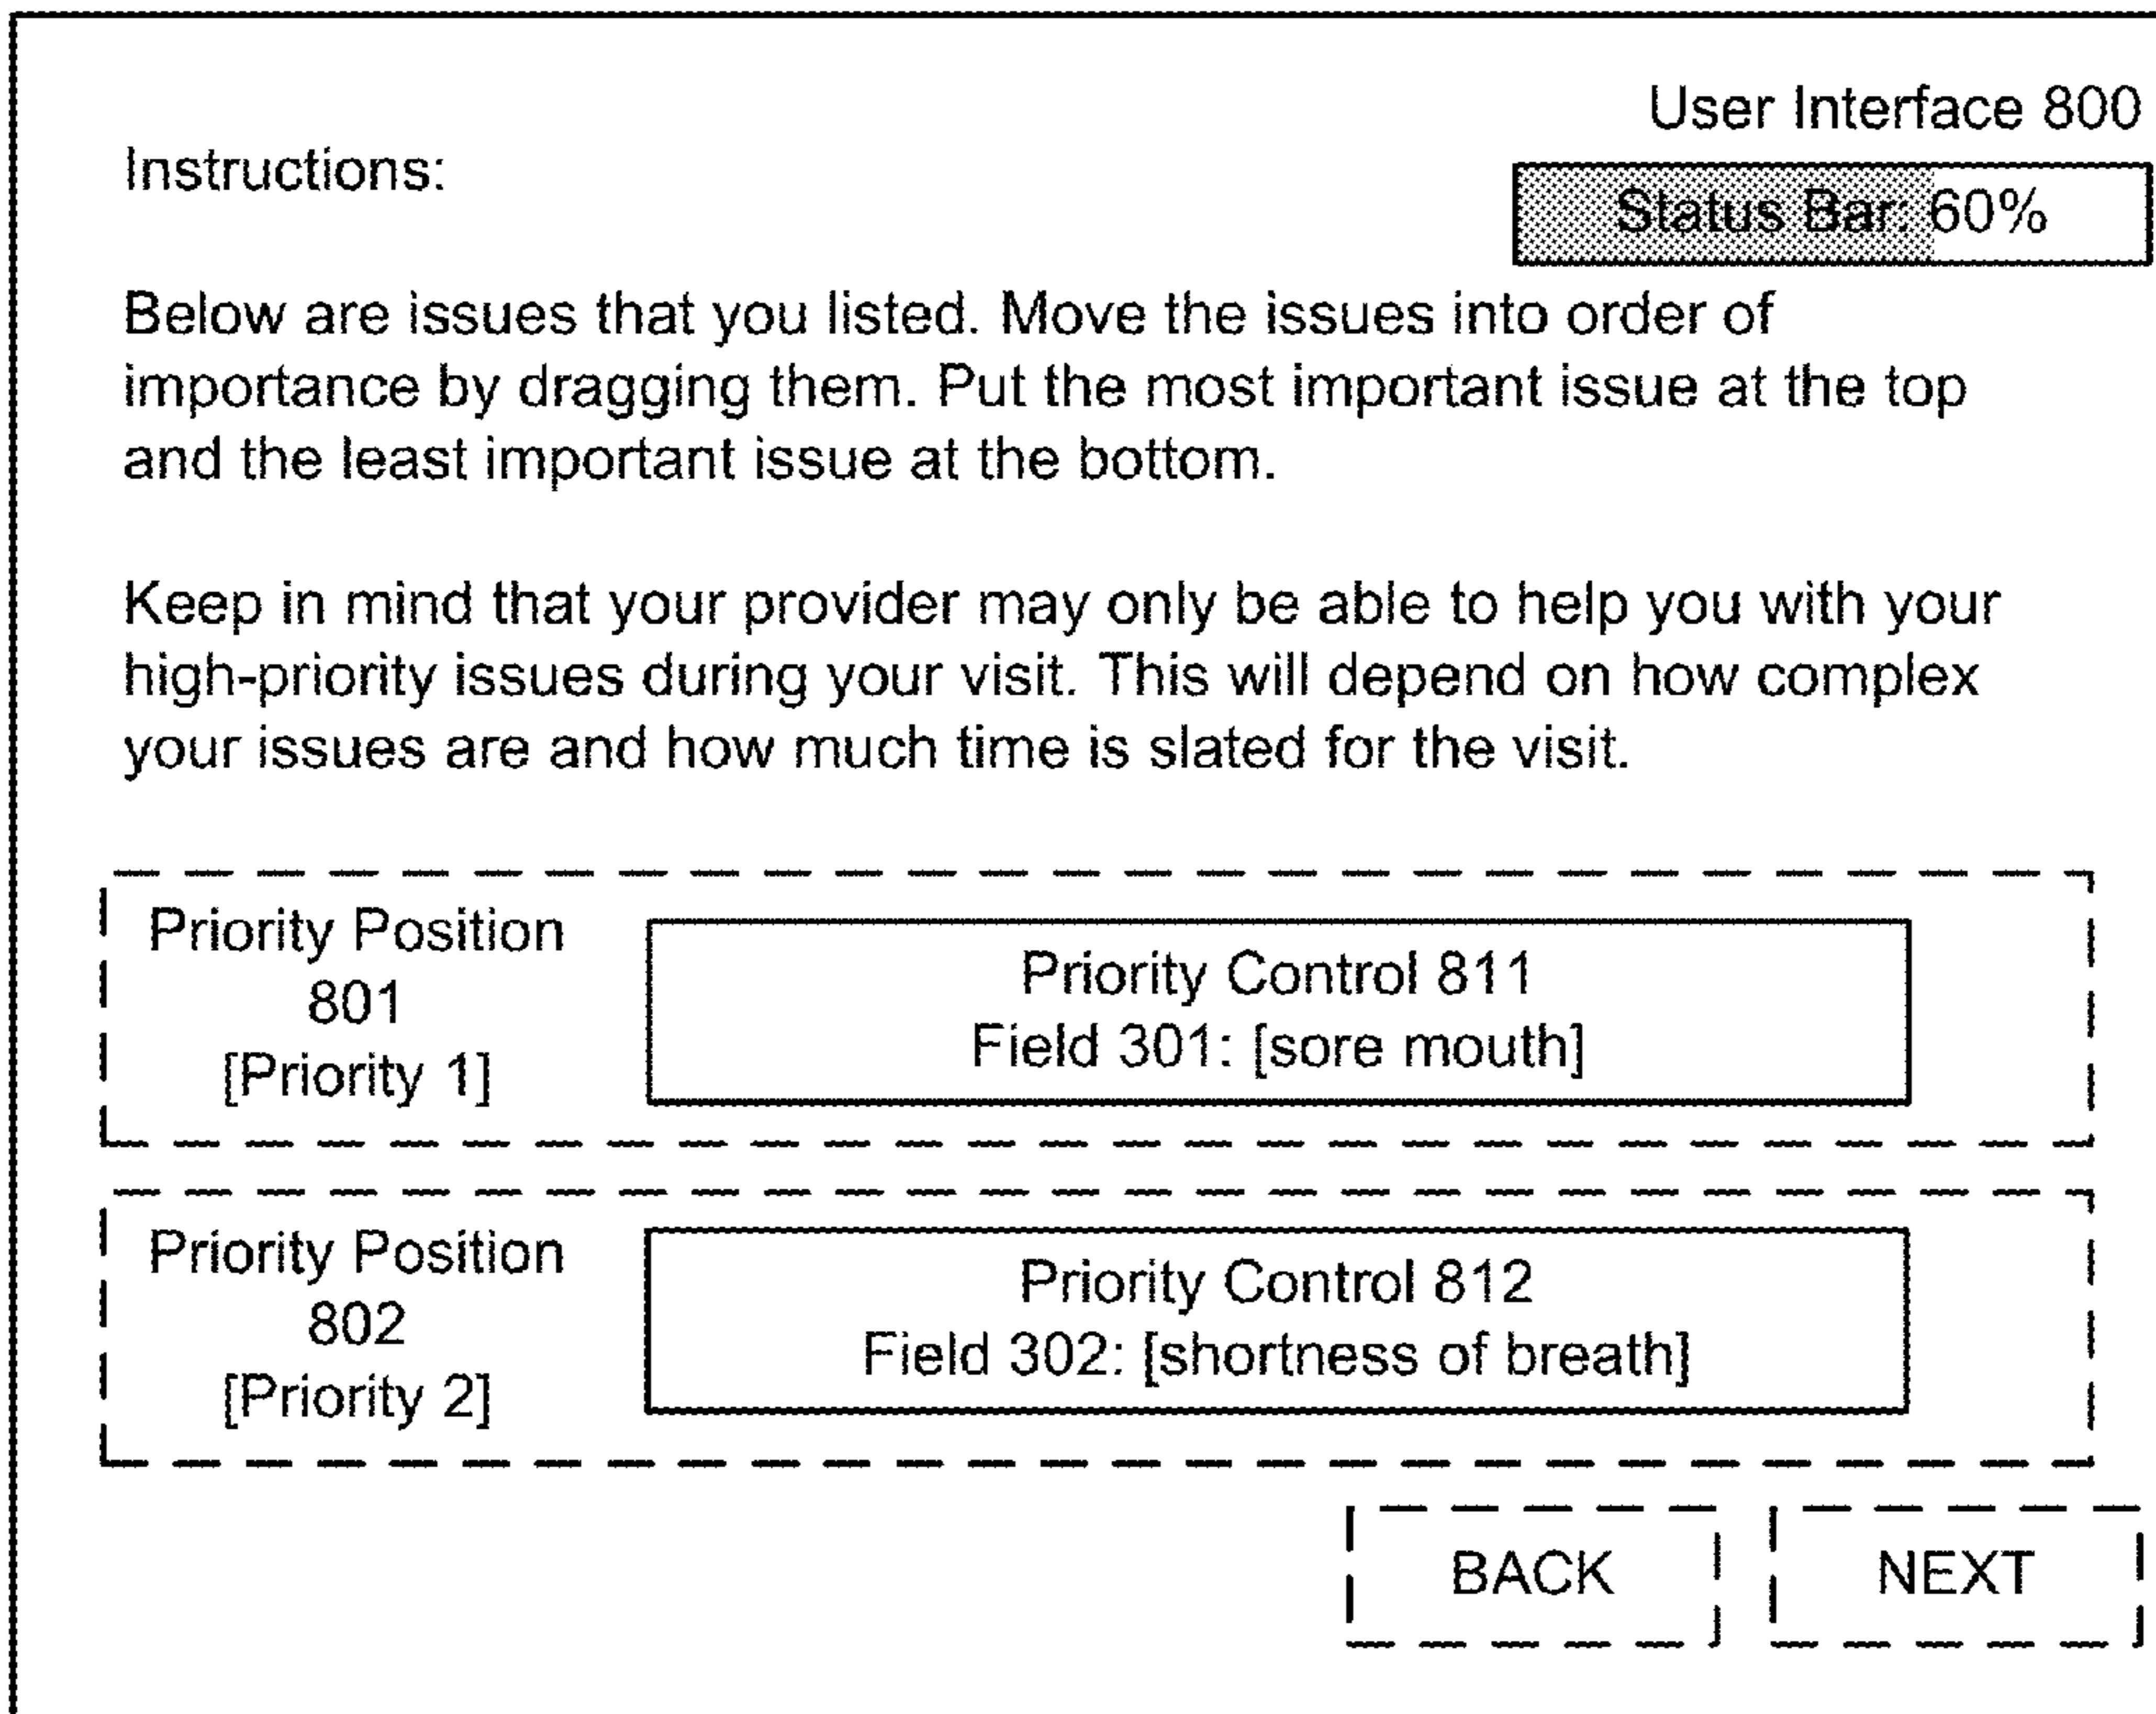 User Interface 800
Instructions:
Status Bar: 60%
Below are issues that you listed. Move the issues into order of
importance by dragging them. Put the most important issue at the top
and the least important issue at the bottom.
Keep in mind that your provider may only be able to help you with your
high-priority issues during your visit. This will depend on how complex
your issues are and how much time is slated for the visit.
Priority Position
801
[Priority 1]
Priority Control 811
Field 301: [sore mouth]
Priority Position
802
[Priority 2]
Priority Control 812
Field 302: [shortness of breath]
BACK
NEXT